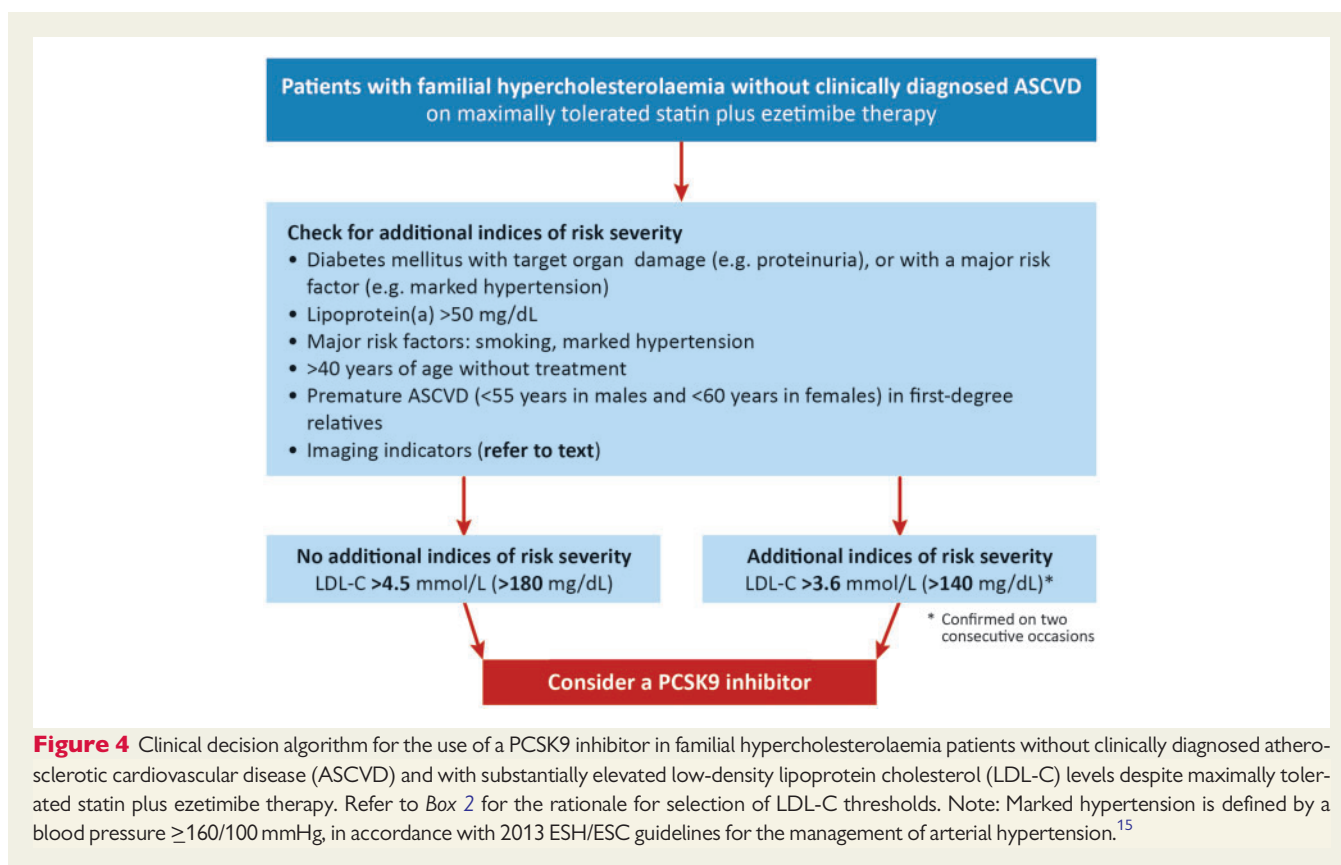 Patients with familial hypercholesterolaemia without clinically diagnosed ASCVD
on maximally tolerated statin plus ezetimibe therapy
Check for additional indices of risk severity
• Diabetes mellitus with target organ damage (e.g. proteinuria), or with a major risk
factor (e.g. marked hypertension)
• Lipoprotein(a) >50 mg/dL
• Major risk factors: smoking, marked hypertension
• >40 years of age without treatment
• Premature ASCVD (<55 years in males and <60 years in females) in first-degree
relatives
• Imaging indicators (refer to text)
No additional indices of risk severity
LDL-C >4.5 mmol/L (>180 mg/dL)
Additional indices of risk severity
LDL-C >3.6 mmol/L (>140 mg/dL)*
* Confirmed on two
consecutive occasions
Consider a PCSK9 inhibitor
Figure 4 Clinical decision algorithm for the use of a PCSK9 inhibitor in familial hypercholesterolaemia patients without clinically diagnosed athero-
sclerotic cardiovascular disease (ASCVD) and with substantially elevated low-density lipoprotein cholesterol (LDL-C) levels despite maximally toler-
ated statin plus ezetimibe therapy. Refer to Box 2 for the rationale for selection of LDL-C thresholds. Note: Marked hypertension is defined by a
blood pressure ≥160/100 mmHg, in accordance with 2013 ESH/ESC guidelines for the management of arterial hypertension.15